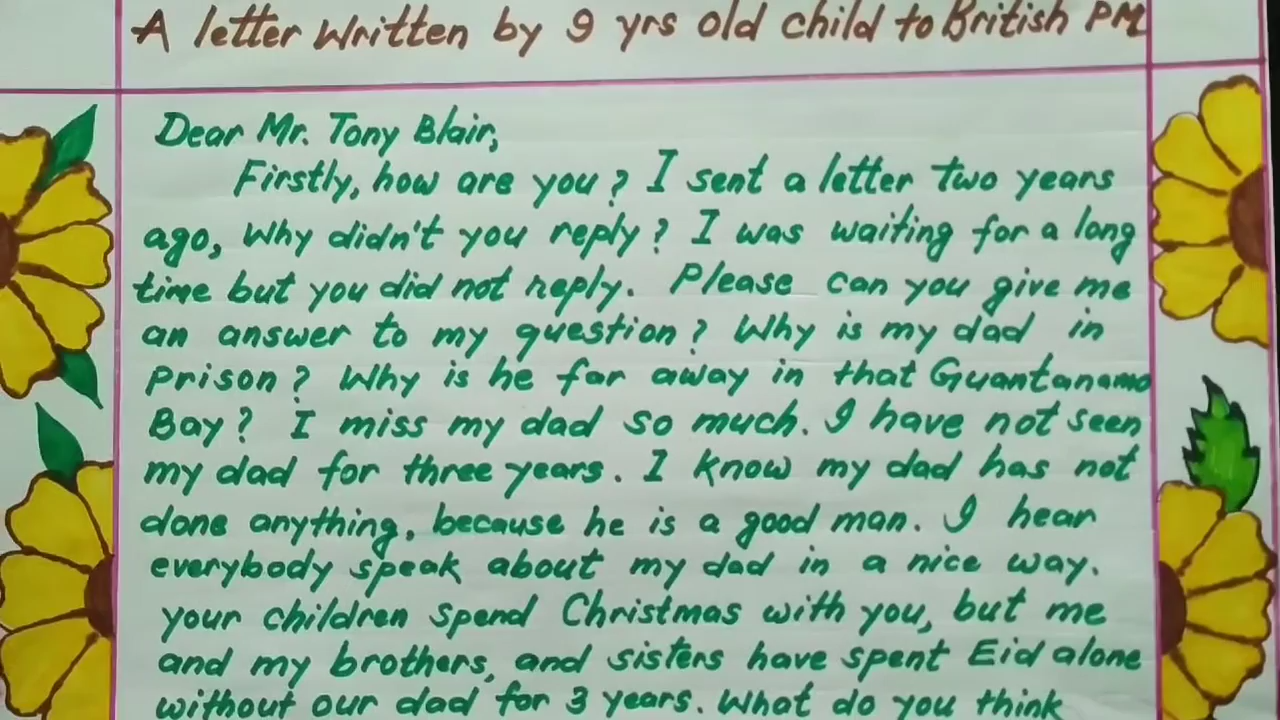 A letter Written by 9 yrs old child to British PM
Dear Mr. Tony Blair,
Firstly, how are you? I sent a letter two years
ago, Why didn't you reply? I was waiting for a long
time but you did not reply. Please can you give me
an answer to my question? Why is my dad in
prison? Why is he far away in that Guantanamo
Bay? I miss my dad so much. I have not seen
my dad for three years. I know my dad has not
done anything, because he is a good man. I hear
everybody speak about my dad in a nice way.
your children spend Christmas with you, but me
and my brothers, and sisters have spent Eid alone
without our dad for 3 years. What do you think